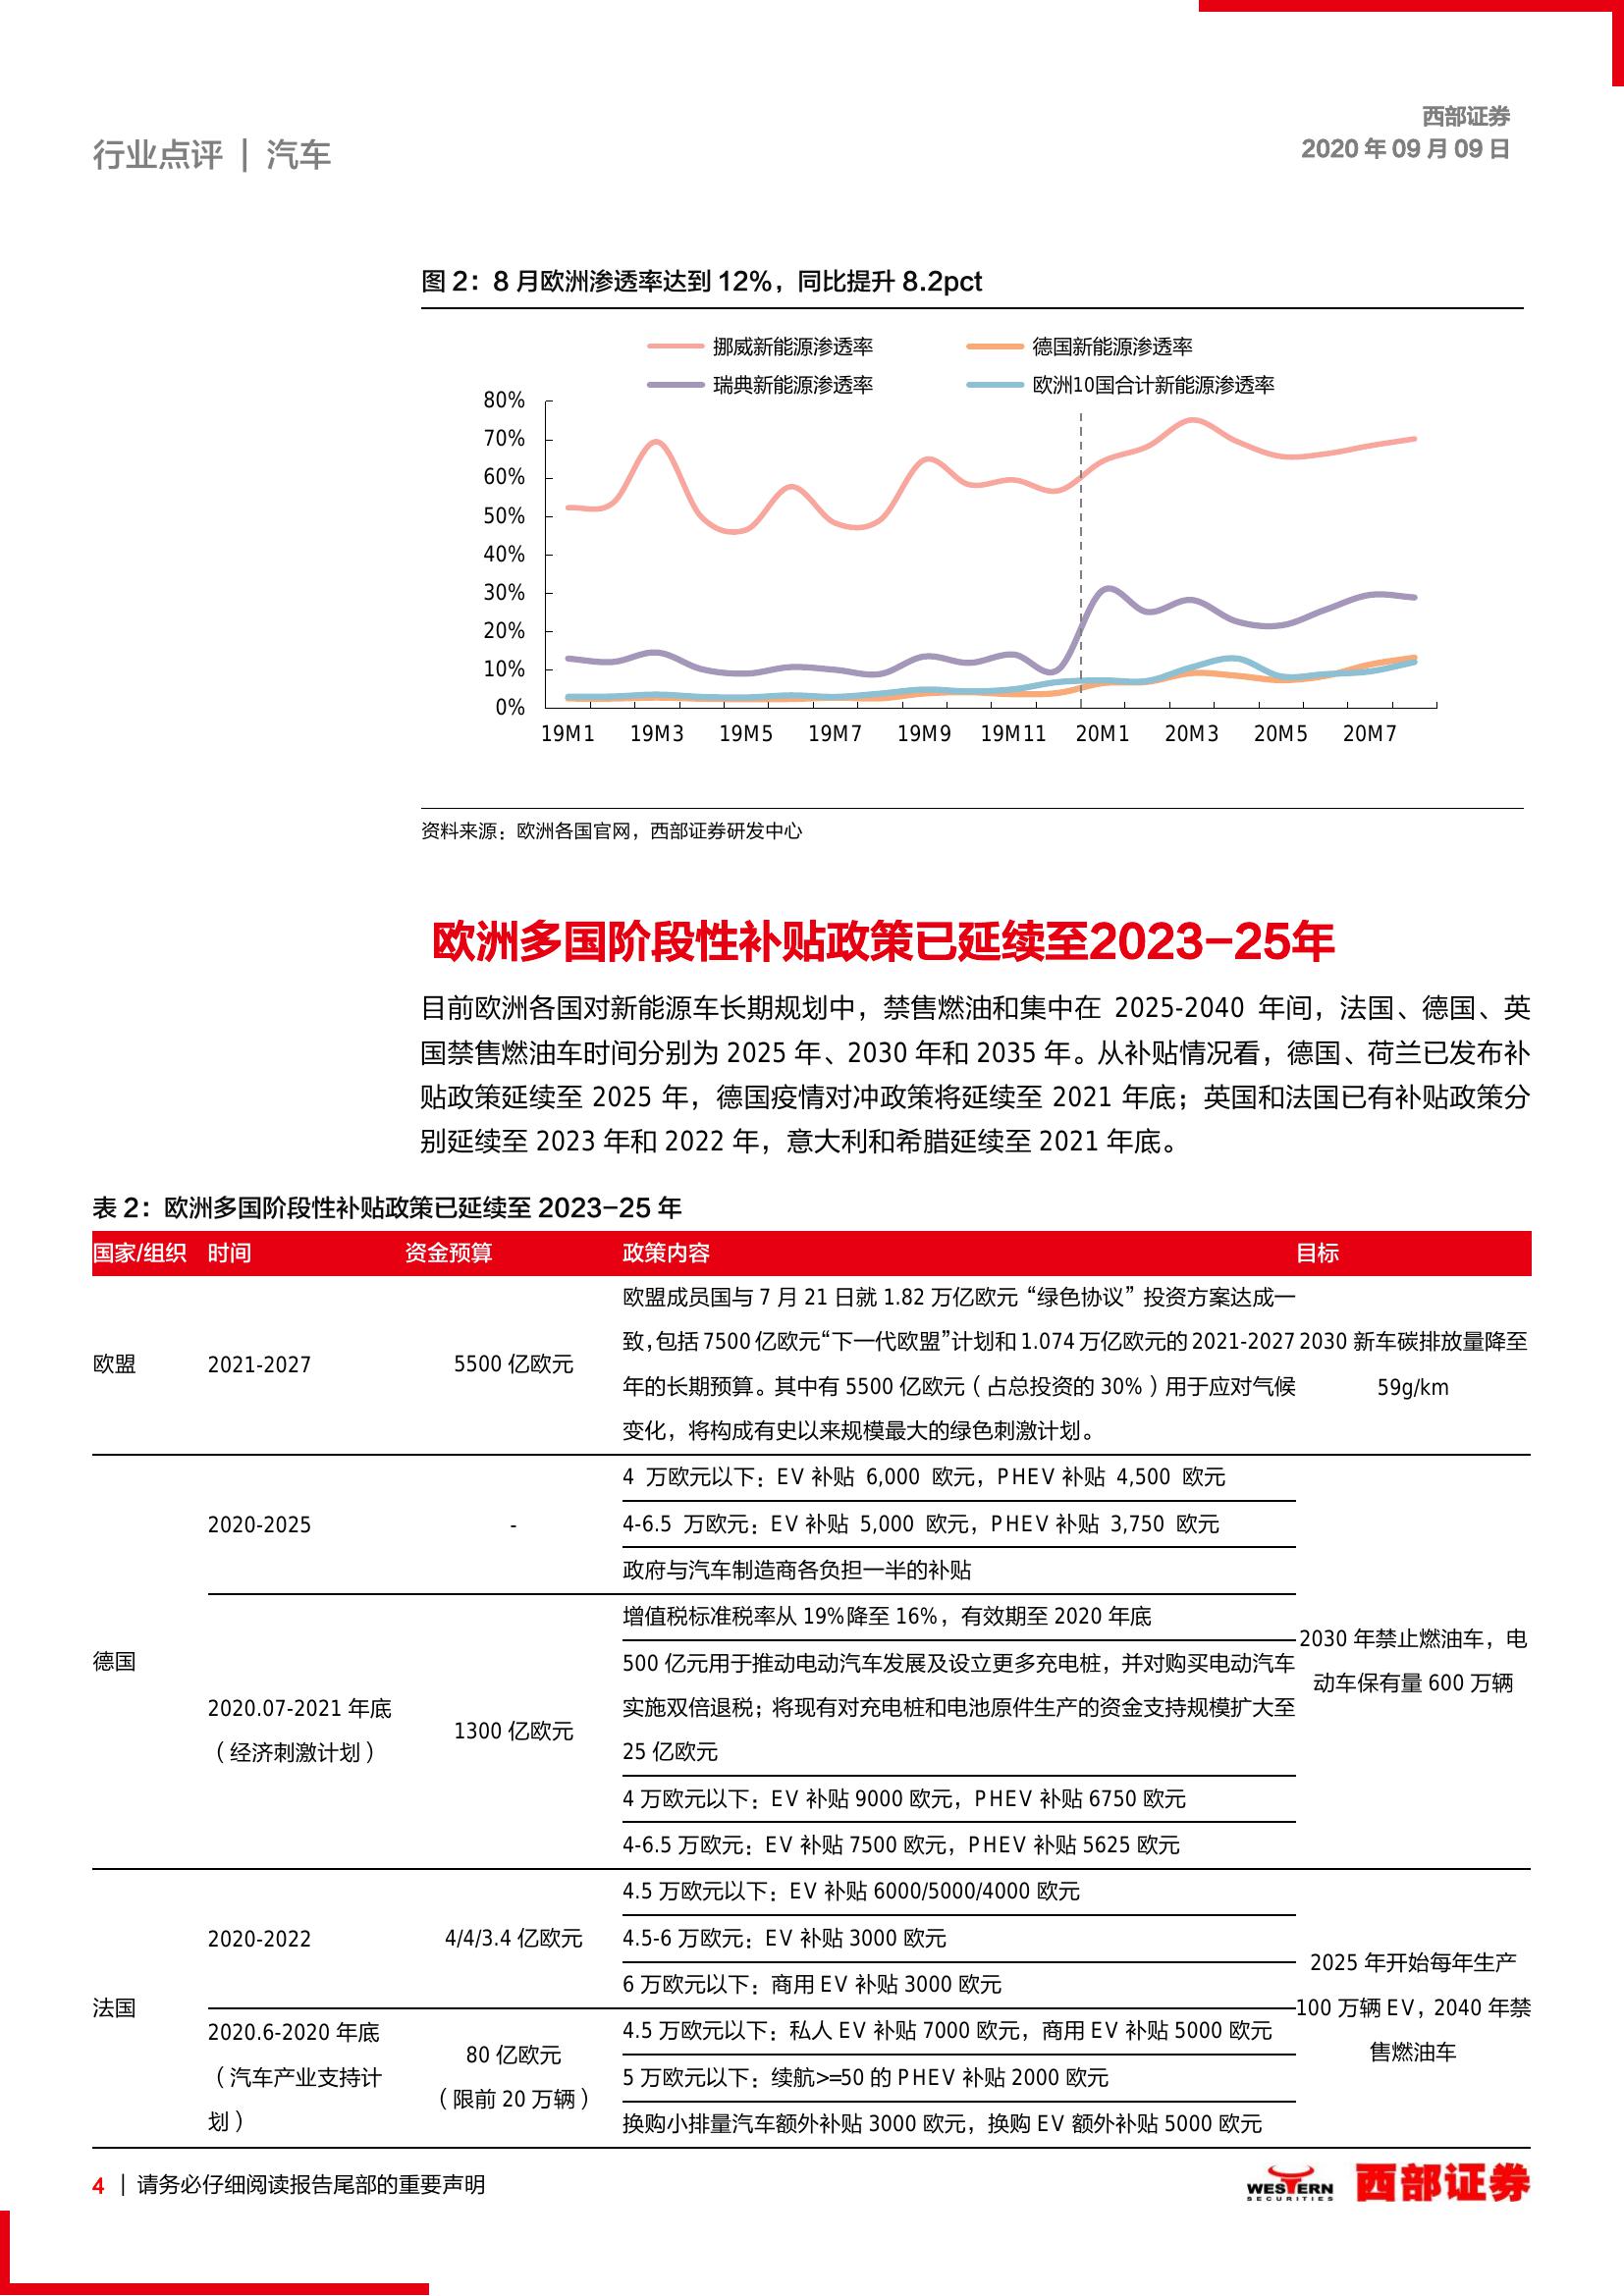 行业点评 | 汽车
西部证券
2020 年 09 月 09 日
图 2：8 月欧洲渗透率达到 12%，同比提升 8.2pct
挪威新能源渗透率
德国新能源渗透率
瑞典新能源渗透率
欧洲10国合计新能源渗透率
80%
70%
60%
50%
40%
30%
20%
10%
0%
19M1 19M3 19M5 19M7 19M9 19M11 20M1 20M3 20M5 20M7
资料来源：欧洲各国官网，西部证券研发中心
欧洲多国阶段性补贴政策已延续至2023-25年
目前欧洲各国对新能源车长期规划中，禁售燃油和集中在 2025-2040 年间，法国、德国、英
国禁售燃油车时间分别为 2025 年、2030 年和 2035 年。从补贴情况看，德国、荷兰已发布补
贴政策延续至 2025 年，德国疫情对冲政策将延续至 2021 年底；英国和法国已有补贴政策分
别延续至 2023 年和 2022 年，意大利和希腊延续至 2021 年底。
表 2：欧洲多国阶段性补贴政策已延续至 2023-25 年
国家/组织 时间 资金预算 政策内容 目标
欧盟
2021-2027
5500 亿欧元
欧盟成员国与 7 月 21 日就 1.82 万亿欧元“绿色协议”投资方案达成一
致，包括 7500 亿欧元“下一代欧盟”计划和 1.074 万亿欧元的 2021-2027
年的长期预算。其中有 5500 亿欧元（占总投资的 30%）用于应对气候
变化，将构成有史以来规模最大的绿色刺激计划。
2030 新车碳排放量降至
59g/km
德国
2020-2025
-
4 万欧元以下：EV 补贴 6,000 欧元，PHEV 补贴 4,500 欧元
4-6.5 万欧元：EV 补贴 5,000 欧元，PHEV 补贴 3,750 欧元
政府与汽车制造商各负担一半的补贴
2020.07-2021 年底
（经济刺激计划）
1300 亿欧元
增值税标准税率从 19%降至 16%，有效期至 2020 年底
500 亿元用于推动电动汽车发展及设立更多充电桩，并对购买电动汽车
实施双倍退税；将现有对充电桩和电池原件生产的资金支持规模扩大至
25 亿欧元
4 万欧元以下：EV 补贴 9000 欧元，PHEV 补贴 6750 欧元
4-6.5 万欧元：EV 补贴 7500 欧元，PHEV 补贴 5625 欧元
2030 年禁止燃油车，电
动车保有量 600 万辆
法国
2020-2022
4/4/3.4 亿欧元
4.5 万欧元以下：EV 补贴 6000/5000/4000 欧元
4.5-6 万欧元：EV 补贴 3000 欧元
6 万欧元以下：商用 EV 补贴 3000 欧元
2020.6-2020 年底
（汽车产业支持计
划）
80 亿欧元
（限前 20 万辆）
4.5 万欧元以下：私人 EV 补贴 7000 欧元，商用 EV 补贴 5000 欧元
5 万欧元以下：续航>=50 的 PHEV 补贴 2000 欧元
换购小排量汽车额外补贴 3000 欧元，换购 EV 额外补贴 5000 欧元
2025 年开始每年生产
100 万辆 EV，2040 年禁
售燃油车
4 | 请务必仔细阅读报告尾部的重要声明
WESTERN
SECURITIES
西部证券